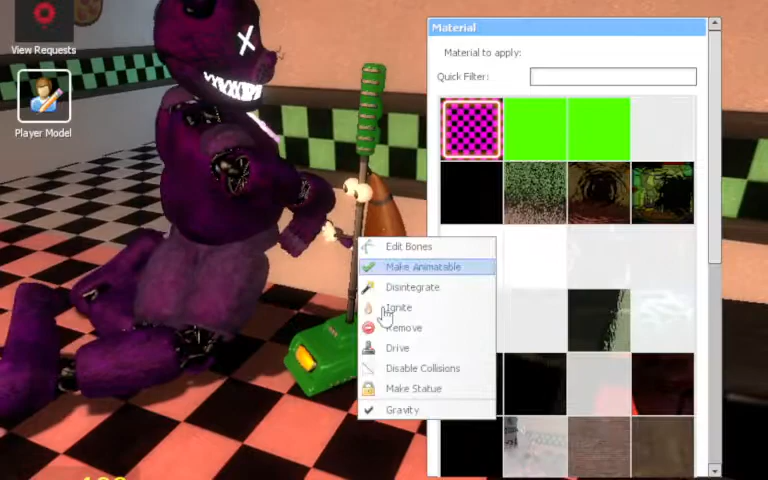 View Requests
Player Model
Material
Material to apply:
Quick Filter:
Edit Bones
Make Animatable
Disintegrate
Ignite
Remove
Drive
Disable Collisions
Make Statue
Gravity